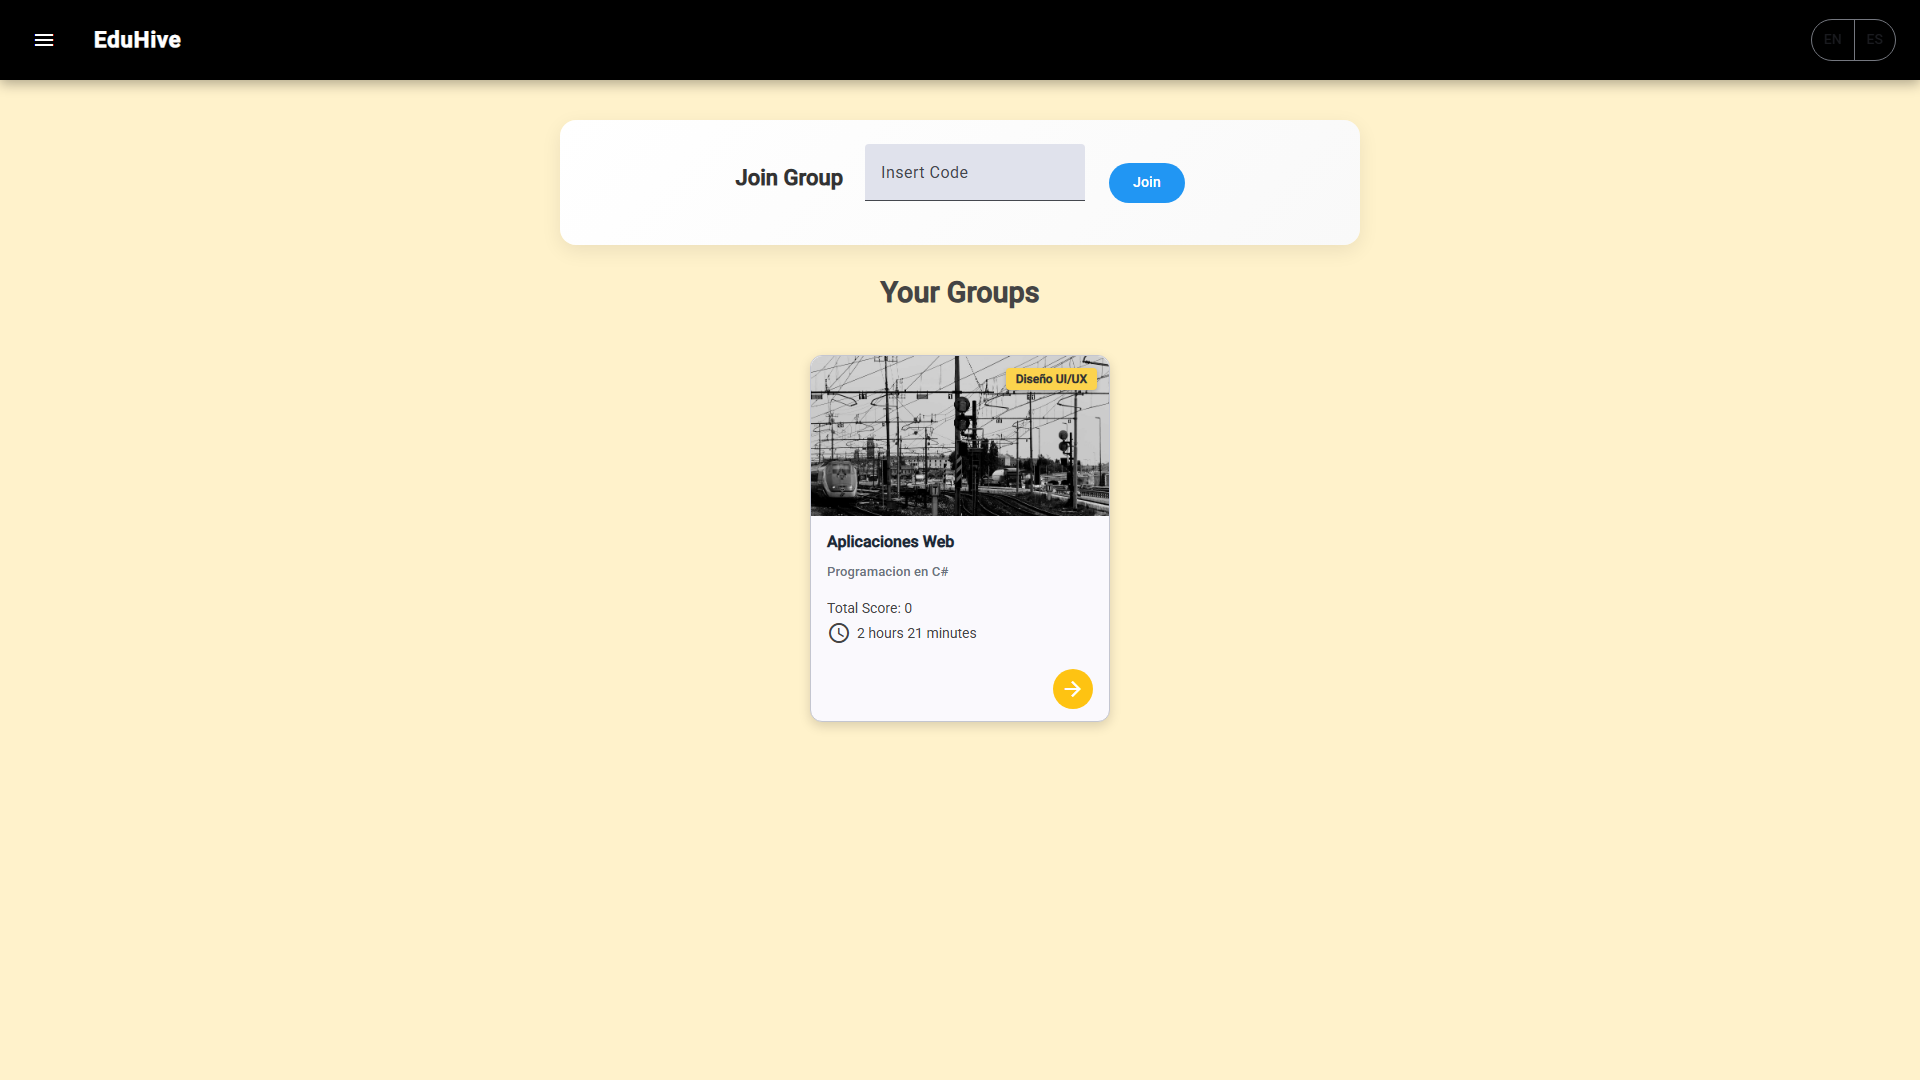 EduHive
EN ES
Join Group
Insert Code
Join
Your Groups
Diseño UI/UX
Aplicaciones Web
Programacion en C#
Total Score: 0
2 hours 21 minutes